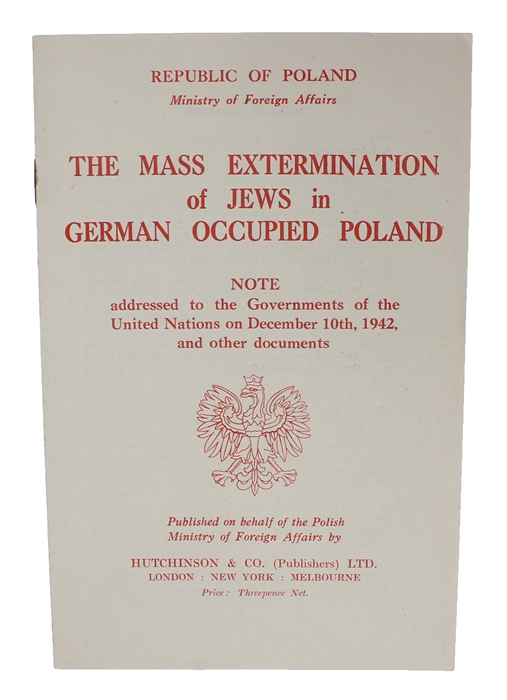 REPUBLIC OF POLAND
Ministry of Foreign Affairs
THE MASS EXTERMINATION
of JEWS in
GERMAN OCCUPIED POLAND
NOTE
addressed to the Governments of the
United Nations on December 10th, 1942,
and other documents
Published on behalf of the Polish
Ministry of Foreign Affairs by
HUTCHINSON & CO. (Publishers) LTD.
LONDON : NEW YORK : MELBOURNE
Price: Threepence Net.